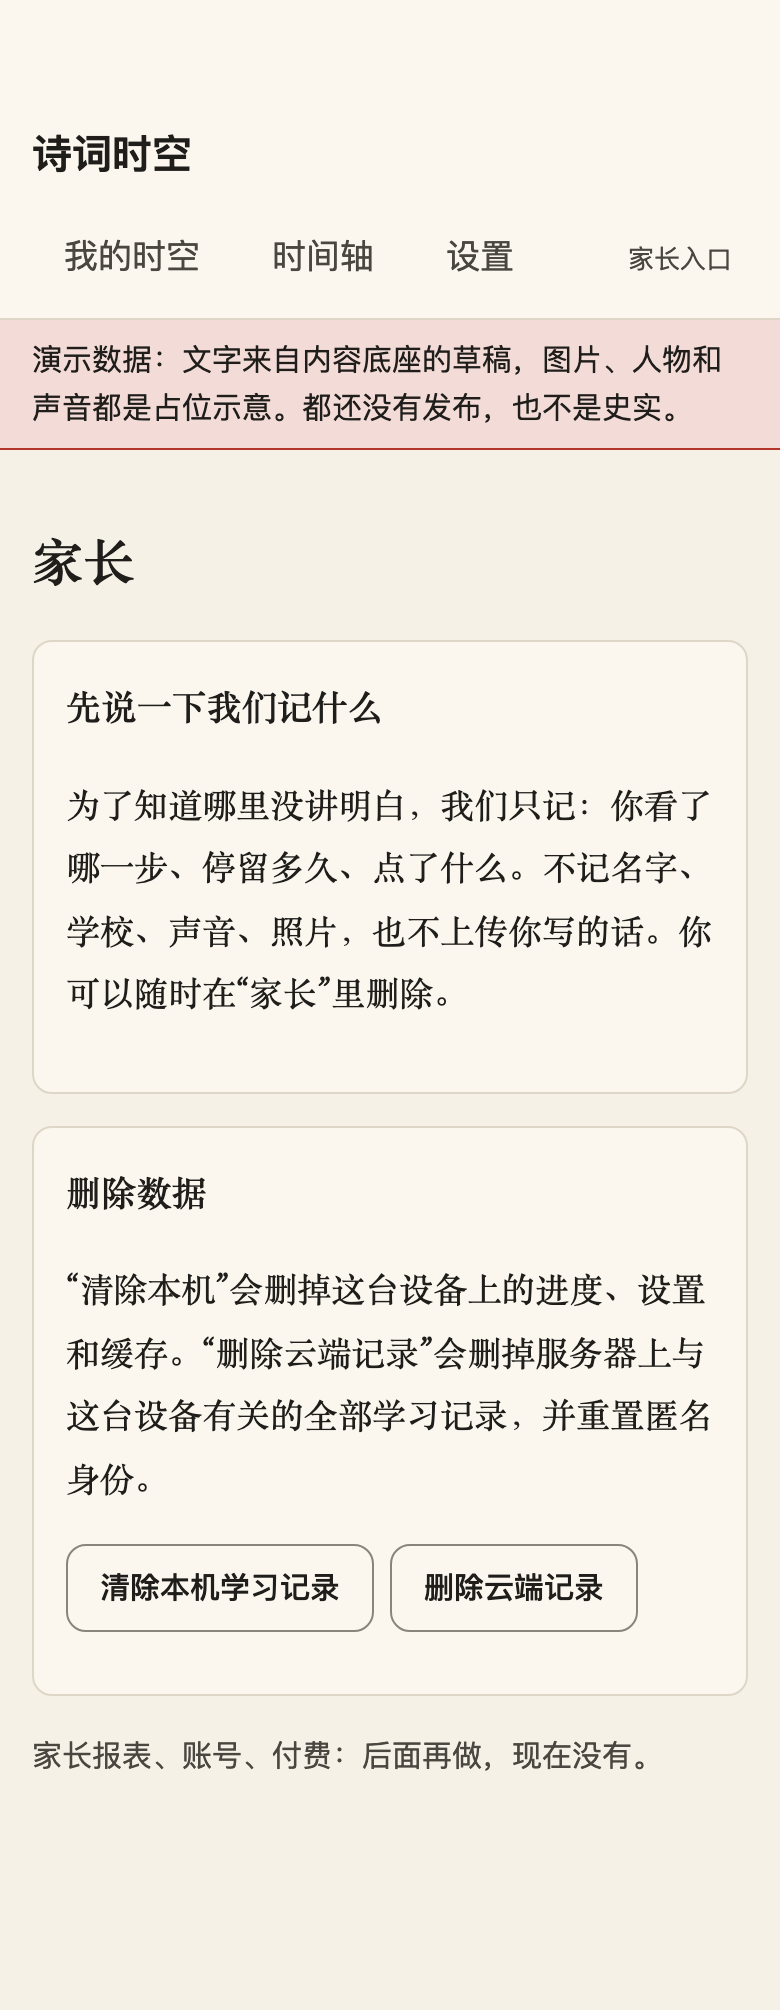 诗词时空
我的时空 时间轴 设置 家长入口
演示数据：文字来自内容底座的草稿，图片、人物和
声音都是占位示意。都还没有发布，也不是史实。
家长
先说一下我们记什么
为了知道哪里没讲明白，我们只记：你看了
哪一步、停留多久、点了什么。不记名字、
学校、声音、照片，也不上传你写的话。你
可以随时在“家长”里删除。
删除数据
“清除本机”会删掉这台设备上的进度、设置
和缓存。“删除云端记录”会删掉服务器上与
这台设备有关的全部学习记录，并重置匿名
身份。
清除本机学习记录 删除云端记录
家长报表、账号、付费：后面再做，现在没有。